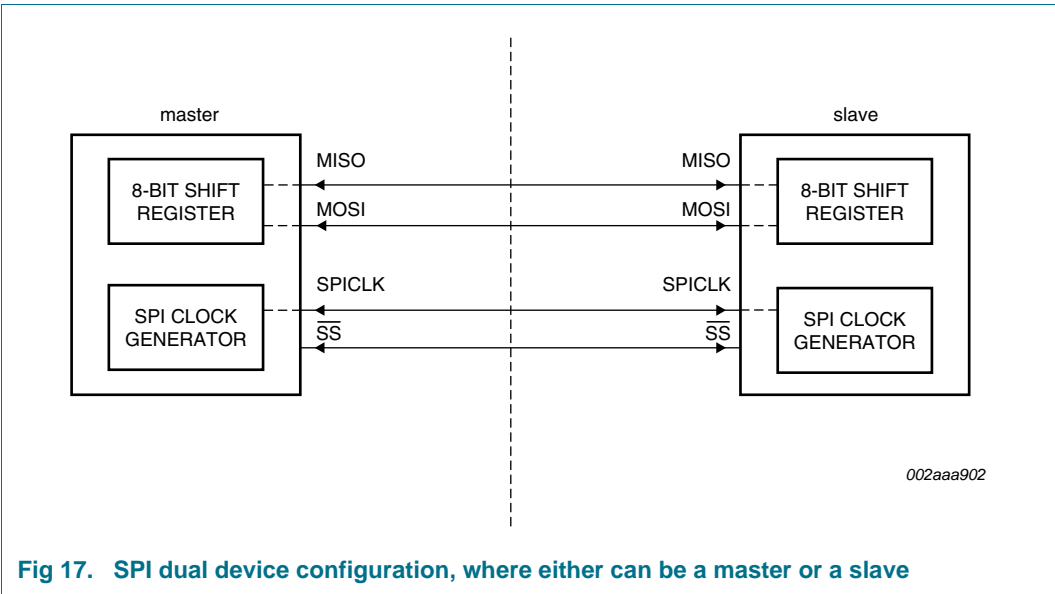 master
slave
MISO
MISO
8-BIT SHIFT
REGISTER
8-BIT SHIFT
REGISTER
MOSI
MOSI
SPICLK
SPICLK
SPI CLOCK
GENERATOR
SPI CLOCK
GENERATOR
SS
SS
002aaa902
Fig 17. SPI dual device configuration, where either can be a master or a slave